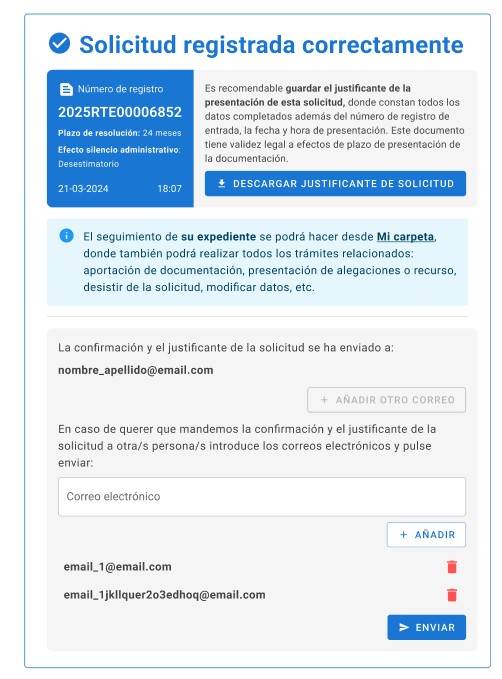 Solicitud registrada correctamente
Número de registro
2025RTE00006852
Plazo de resolución: 24 meses
Efecto silencio administrativo:
Desestimatorio
21-03-2024 18:07
Es recomendable guardar el justificante de la
presentación de esta solicitud, donde constan todos los
datos completados además del número de registro de
entrada, la fecha y hora de presentación. Este documento
tiene validez legal a efectos de plazo de presentación de
la documentación.
DESCARGAR JUSTIFICANTE DE SOLICITUD
El seguimiento de su expediente se podrá hacer desde Mi carpeta,
donde también podrá realizar todos los trámites relacionados:
aportación de documentación, presentación de alegaciones o recurso,
desistir de la solicitud, modificar datos, etc.
La confirmación y el justificante de la solicitud se ha enviado a:
nombre_apellido@email.com
+ AÑADIR OTRO CORREO
En caso de querer que mandemos la confirmación y el justificante de la
solicitud a otra/s persona/s introduce los correos electrónicos y pulse
enviar:
Correo electrónico
+ AÑADIR
email_1@email.com
email_1jkllquer2o3edhoq@email.com
ENVIAR